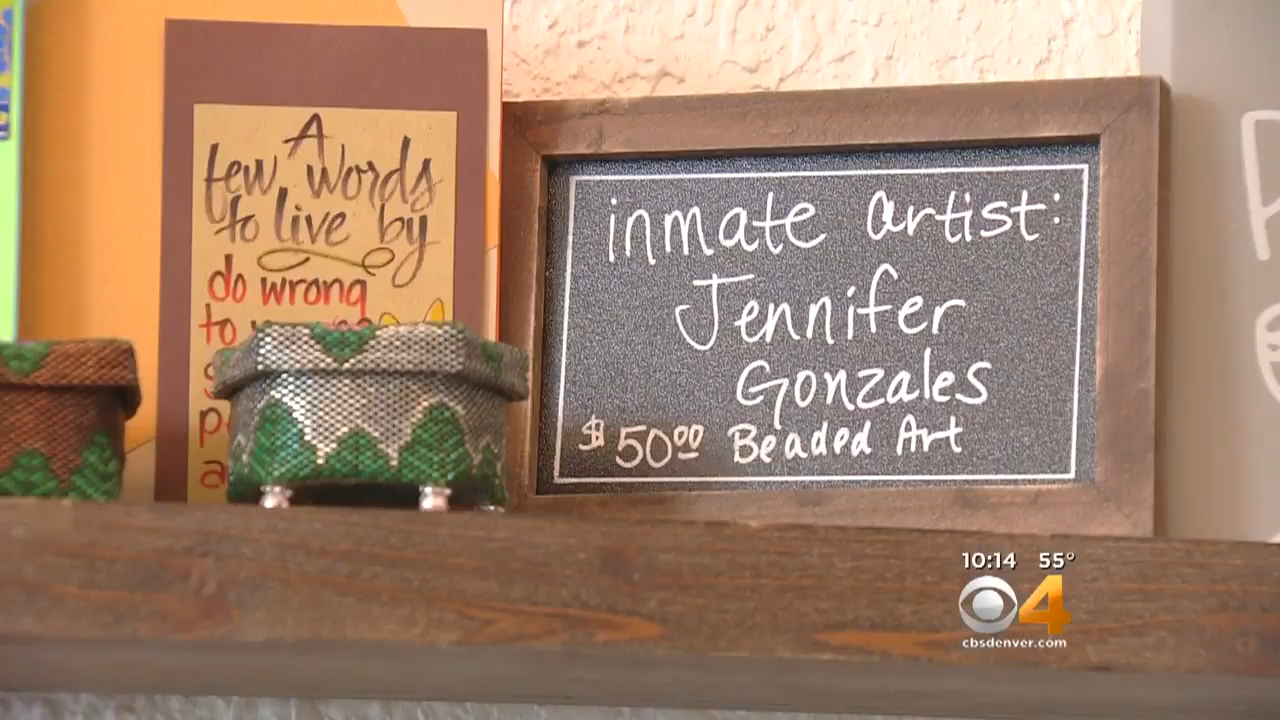 A
few words
to live by
do wrong
to
inmate artist:
Jennifer
Gonzales
$50.00 Beaded Art
10:14 55°
4
cbsdenver.com